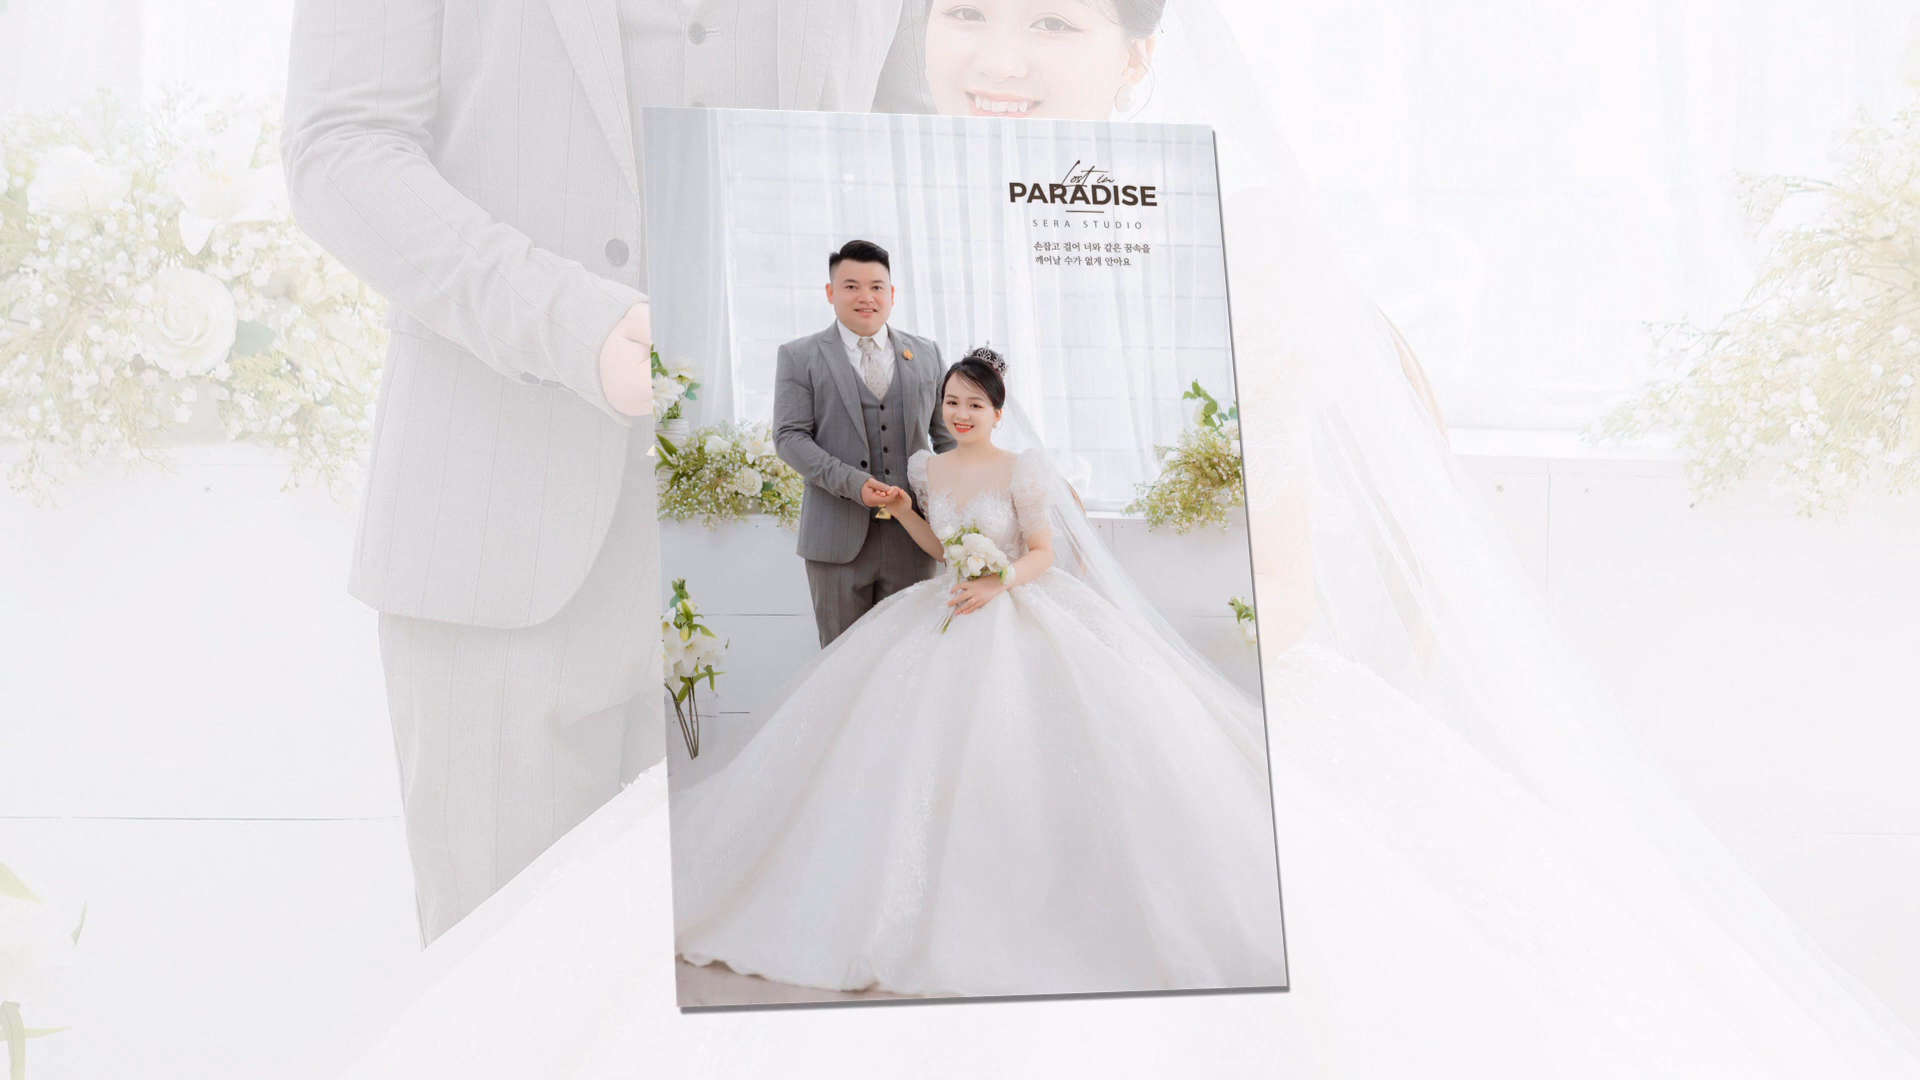 Lost in
PARADISE
SERA STUDIO
손잡고 걸어 너와 같은 꿈속을
깨어날 수가 없게 안아요